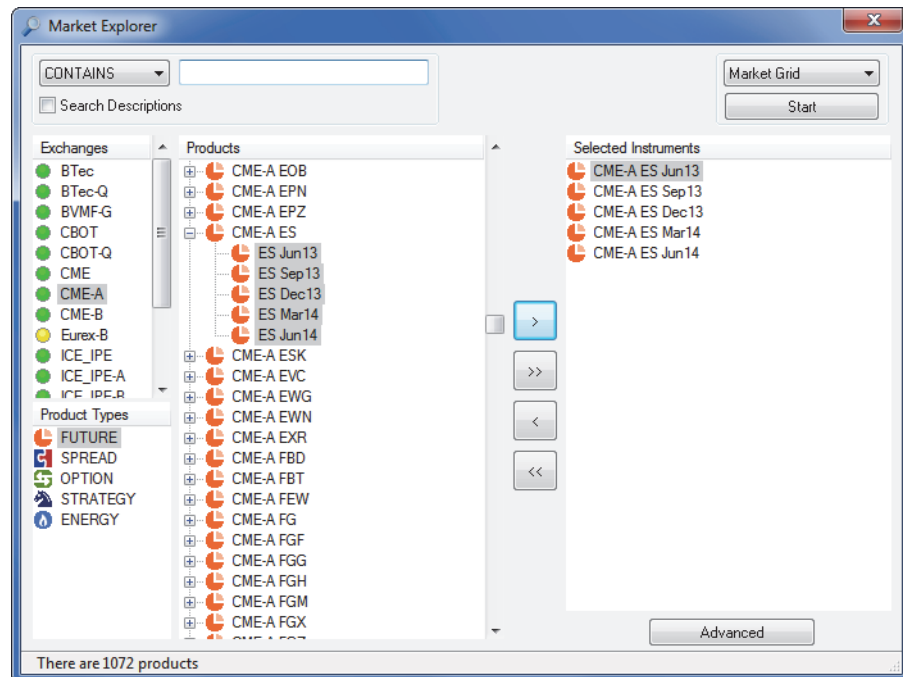 Market Explorer
CONTAINS
Market Grid
Search Descriptions
Start
Exchanges
BTec
BTec-Q
BVMF-G
CBOT
CBOT-Q
CME
CME-A
CME-B
Eurex-B
ICE_IPE
ICE_IPE-A
ICE_IPE-B
Product Types
FUTURE
SPREAD
OPTION
STRATEGY
ENERGY
Products
CME-A EOB
CME-A EPN
CME-A EPZ
CME-A ES
ES Jun13
ES Sep13
ES Dec13
ES Mar14
ES Jun14
CME-A ESK
CME-A EVC
CME-A EWG
CME-A EWN
CME-A EXR
CME-A FBD
CME-A FBT
CME-A FEW
CME-A FG
CME-A FGF
CME-A FGG
CME-A FGH
CME-A FGM
CME-A FGX
>
>>
<
<<
Selected Instruments
CME-A ES Jun13
CME-A ES Sep13
CME-A ES Dec13
CME-A ES Mar14
CME-A ES Jun14
Advanced
There are 1072 products